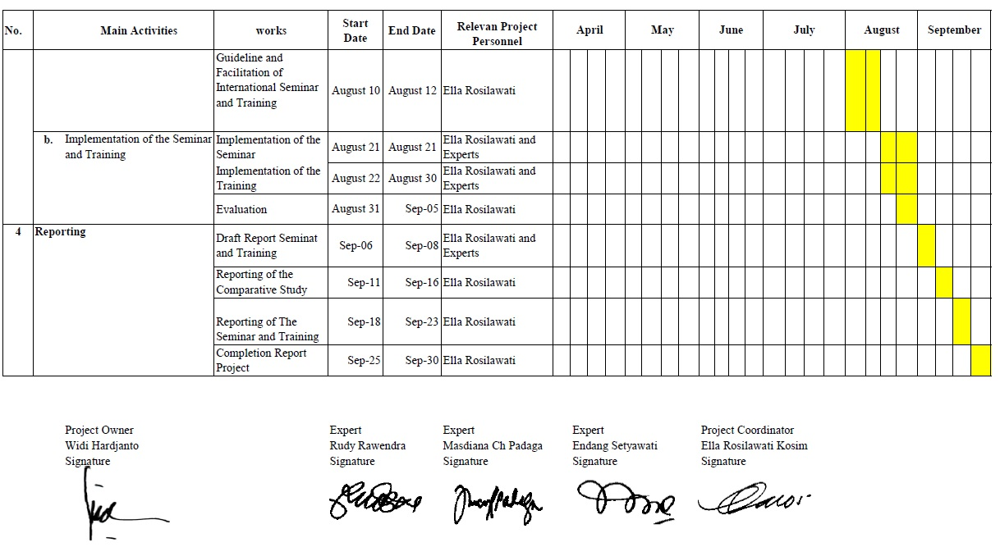 No. Main Activities works Start Date End Date Relevan Project Personnel April May June July August September
Guideline and
Facilitation of
International Seminar
and Training
August 10 August 12 Ella Rosilawati
b. Implementation of the Seminar
and Training
Implementation of the
Seminar
August 21 August 21 Ella Rosilawati and
Experts
Implementation of the
Training
August 22 August 30 Ella Rosilawati and
Experts
Evaluation August 31 Sep-05 Ella Rosilawati
4 Reporting
Draft Report Seminat
and Training
Sep-06 Sep-08 Ella Rosilawati and
Experts
Reporting of the
Comparative Study
Sep-11 Sep-16 Ella Rosilawati
Reporting of The
Seminar and Training
Sep-18 Sep-23 Ella Rosilawati
Completion Report
Project
Sep-25 Sep-30 Ella Rosilawati
Project Owner
Widi Hardjanto
Signature
Expert
Rudy Rawendra
Signature
Expert
Masdiana Ch Padaga
Signature
Expert
Endang Setyawati
Signature
Project Coordinator
Ella Rosilawati Kosim
Signature